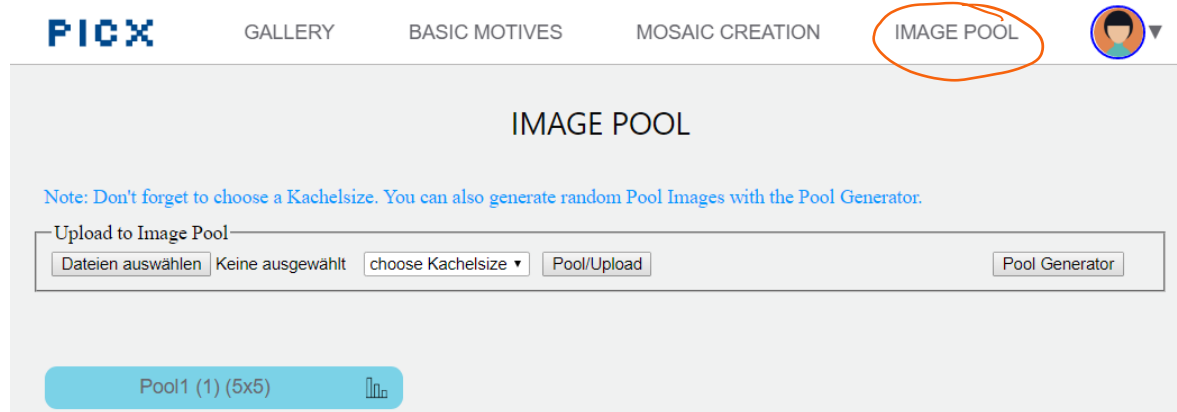 PICX GALLERY BASIC MOTIVES MOSAIC CREATION IMAGE POOL ▼
IMAGE POOL
Note: Don't forget to choose a Kachelsize. You can also generate random Pool Images with the Pool Generator.
Upload to Image Pool
Dateien auswählen Keine ausgewählt choose Kachelsize ▾ Pool/Upload Pool Generator
Pool1 (1) (5x5)